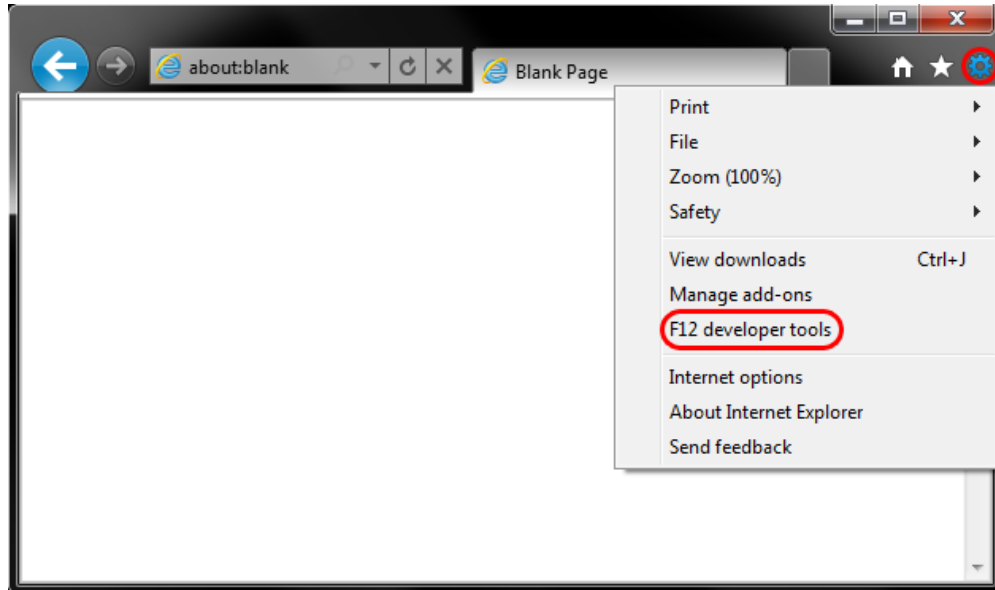 about:blank
Blank Page
Print
File
Zoom (100%)
Safety
View downloads Ctrl+J
Manage add-ons
F12 developer tools
Internet options
About Internet Explorer
Send feedback